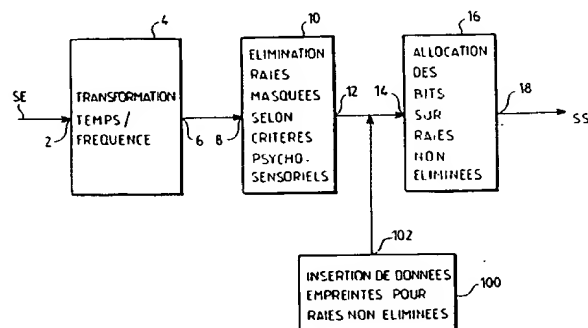 4
10
16
SE
2
TRANSFORMATION
TEMPS/
FREQUENCE
6
8
ELIMINATION
RAIES
MASQUEES
SELON
CRITERES
PSYCHO-
SENSORIELS
12
14
ALLOCATION
DES
BITS
SUR
RAIES
NON
ELIMINEES
18
SS
102
INSERTION DE DONNÉES
EMPREINTES POUR
RAIES NON ELIMINEES
100